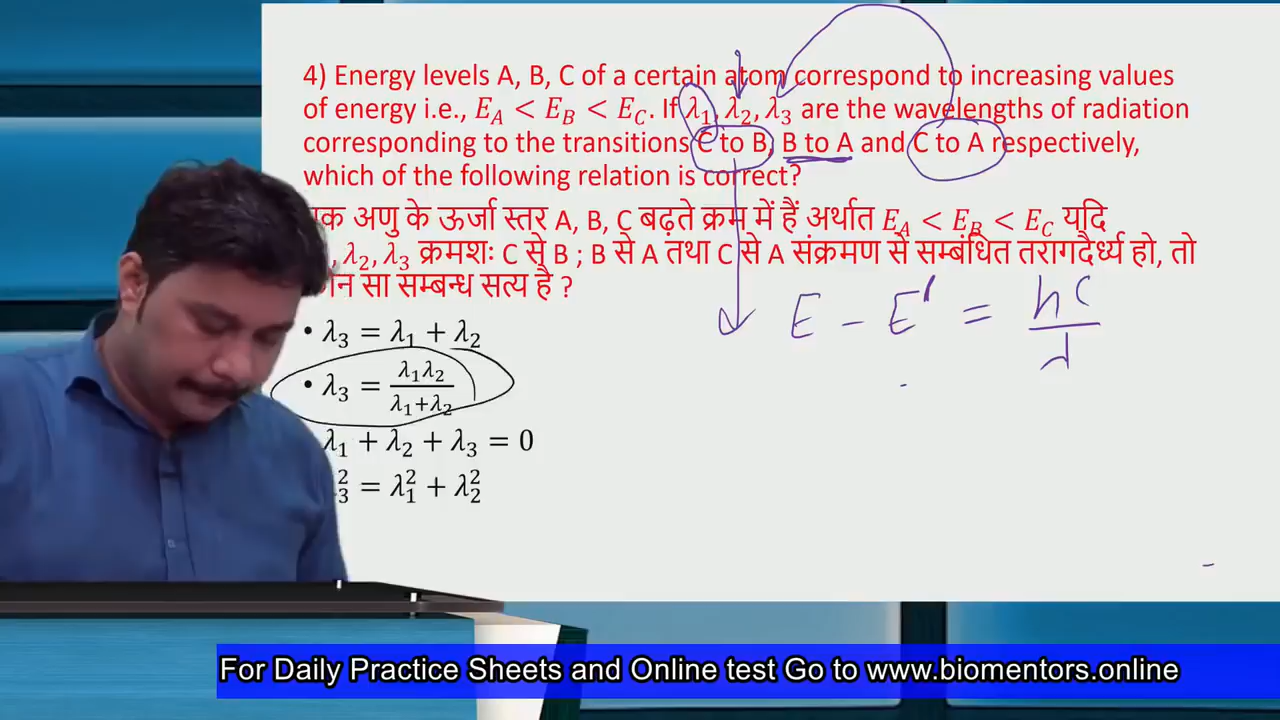 4) Energy levels A, B, C of a certain atom correspond to increasing values
of energy i.e., E_A < E_B < E_C. If λ₁, λ₂, λ₃ are the wavelengths of radiation
corresponding to the transitions C to B, B to A and C to A respectively,
which of the following relation is correct?
अणु के ऊर्जा स्तर A, B, C बढ़ते क्रम में हैं अर्थात E_A < E_B < E_C यदि
, λ₂, λ₃ क्रमशः C से B ; B से A तथा C से A संक्रमण से सम्बंधित तरागदैर्ध्य हो, तो
सा सम्बन्ध सत्य है ?
E - E' = hc/λ
• λ₃ = λ₁ + λ₂
• λ₃ = λ₁λ₂/(λ₁+λ₂)
λ₁ + λ₂ + λ₃ = 0
²₃ = λ₁² + λ₂²
For Daily Practice Sheets and Online test Go to www.biomentors.online